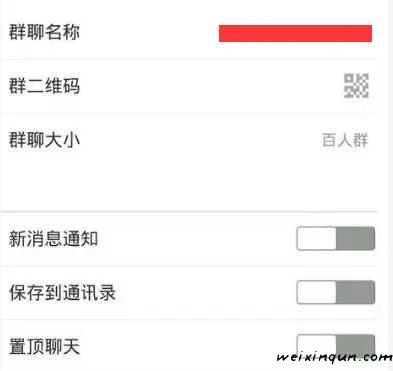 群聊名称
群二维码
群聊大小 百人群
新消息通知
保存到通讯录
置顶聊天
weixinqun.com